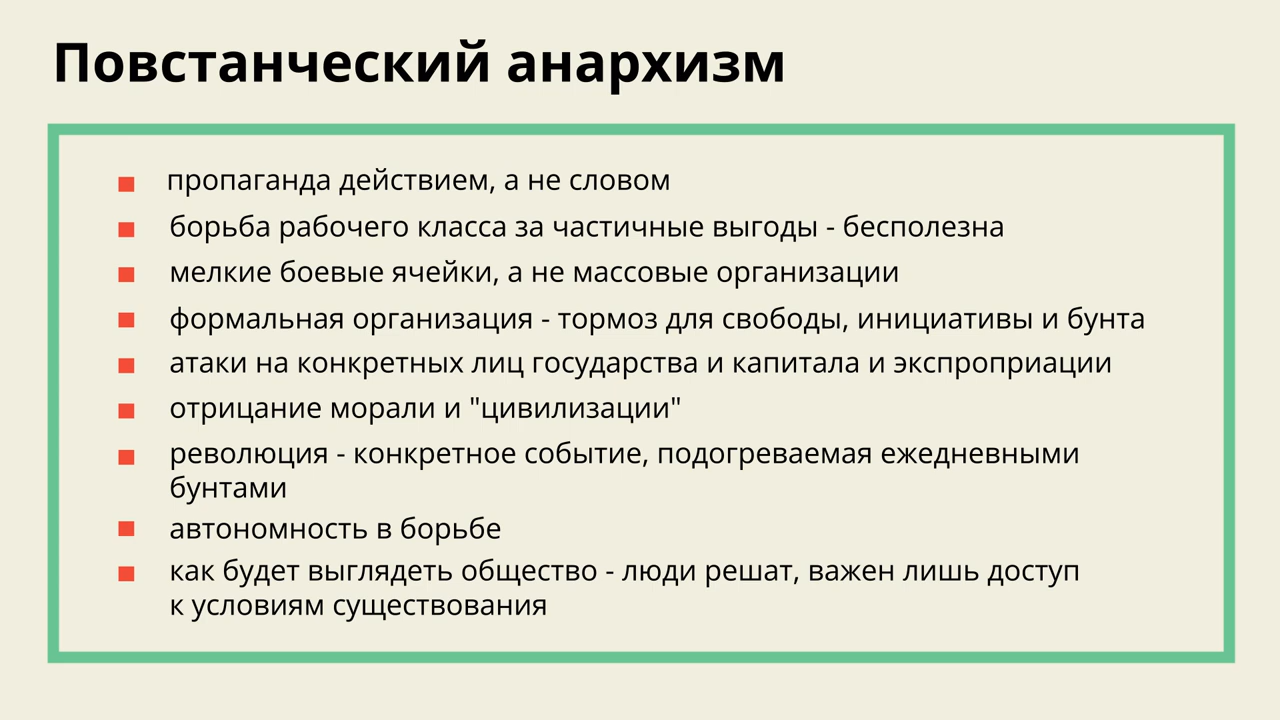 Повстанческий анархизм
пропаганда действием, а не словом
борьба рабочего класса за частичные выгоды - бесполезна
мелкие боевые ячейки, а не массовые организации
формальная организация - тормоз для свободы, инициативы и бунта
атаки на конкретных лиц государства и капитала и экспроприации
отрицание морали и "цивилизации"
революция - конкретное событие, подогреваемая ежедневными
бунтами
автономность в борьбе
как будет выглядеть общество - люди решат, важен лишь доступ
к условиям существования